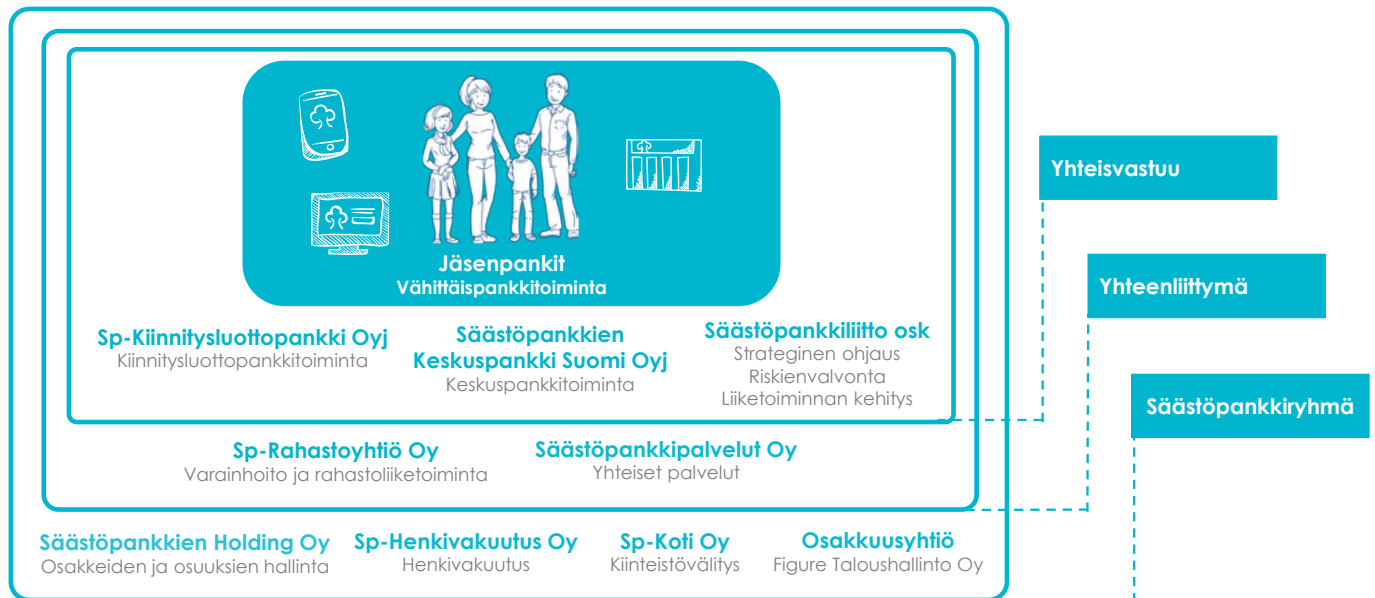 Jäsenpankit
Vähittäispankkitoiminta
Sp-Kiinnitysluottopankki Oyj
Kiinnitysluottopankkitoiminta
Säästöpankkien
Keskuspankki Suomi Oyj
Keskuspankkitoiminta
Säästöpankkiliitto osk
Strateginen ohjaus
Riskienvalvonta
Liiketoiminnan kehitys
Sp-Rahastoyhtiö Oy
Varainhoito ja rahastoliiketoiminta
Säästöpankkipalvelut Oy
Yhteiset palvelut
Säästöpankkien Holding Oy
Osakkeiden ja osuuksien hallinta
Sp-Henkivakuutus Oy
Henkivakuutus
Sp-Koti Oy
Kiinteistövälitys
Osakkuusyhtiö
Figure Taloushallinto Oy
Yhteisvastuu
Yhteenliittymä
Säästöpankkiryhmä